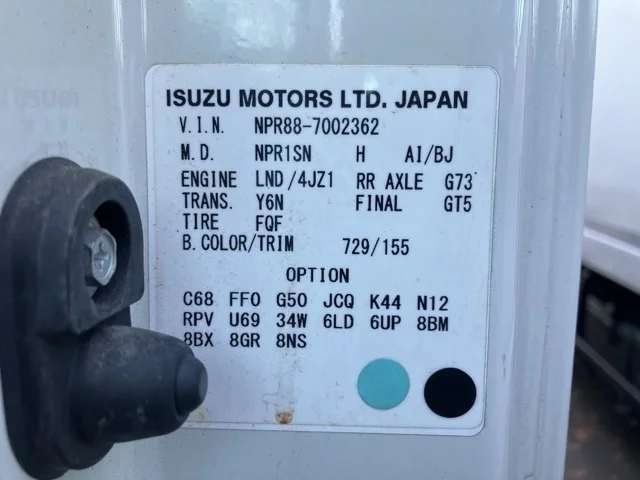 ISUZU MOTORS LTD. JAPAN
V.I.N. NPR88-7002362
M.D. NPR1SN H AI/BJ
ENGINE LND/4JZ1 RR AXLE G73
TRANS. Y6N FINAL GT5
TIRE FQF
B.COLOR/TRIM 729/155
OPTION
C68 FF0 G50 JCQ K44 N12
RPV U69 34W 6LD 6UP 8BM
8BX 8GR 8NS